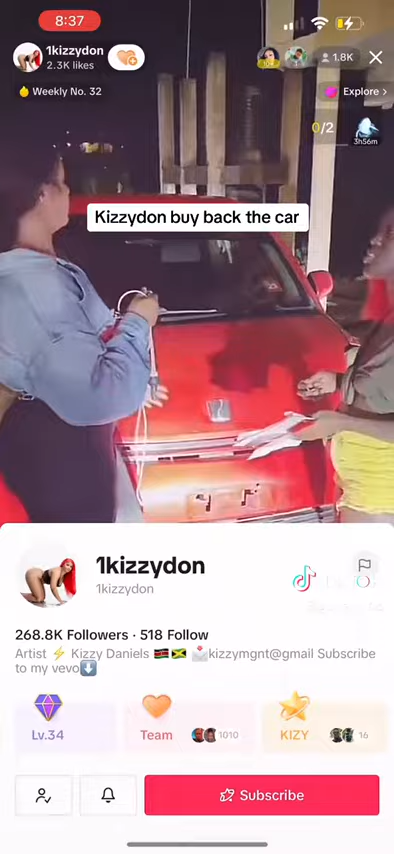 8:37
1kizzydon
2.3K likes
1.8K
Weekly No. 32
Explore >
0/2
3h56m
Kizzydon buy back the car
1kizzydon
1kizzydon
268.8K Followers · 518 Follow
Artist ⚡ Kizzy Daniels 🇰🇪🇯🇲 📩kizzymgnt@gmail Subscribe
to my vevo⬇️
Lv.34
Team
1010
KIZY
16
Subscribe